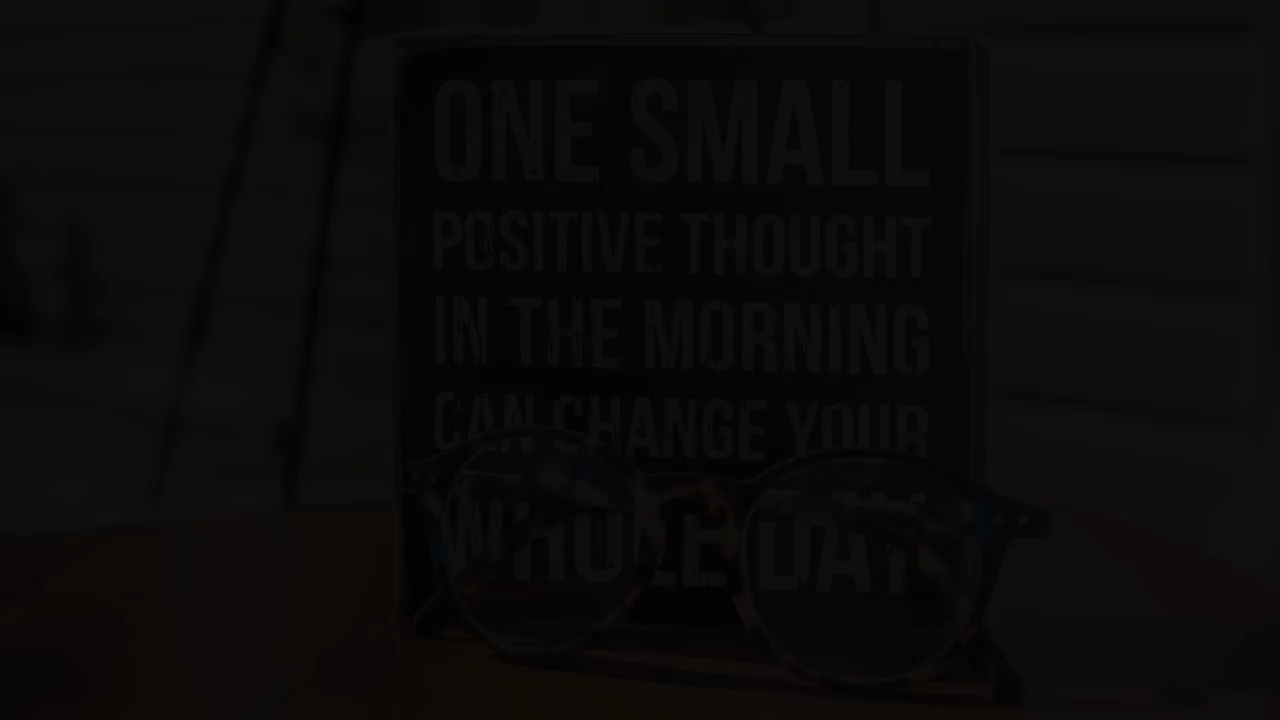 ONE SMALL
POSITIVE THOUGHT
IN THE MORNING
CAN CHANGE YOUR
WHOLE DAY